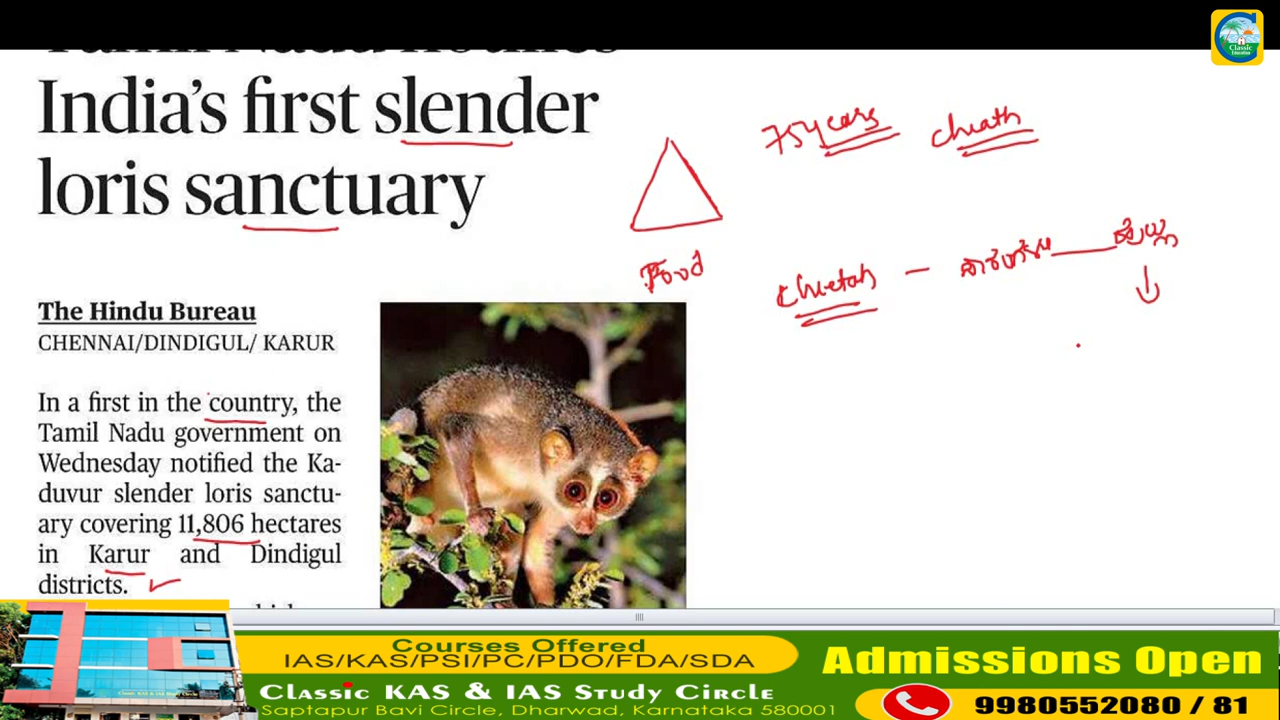 India's first slender
loris sanctuary
The Hindu Bureau
CHENNAI/DINDIGUL/ KARUR
In a first in the country, the
Tamil Nadu government on
Wednesday notified the Ka-
duvur slender loris sanctu-
ary covering 11,806 hectares
in Karur and Dindigul
districts.
75 years cheath
Food
Cheetah
Classic
Education
Courses Offered
IAS/KAS/PSI/PC/PDO/FDA/SDA
Classic KAS & IAS Study Circle
Saptapur Bavi Circle, Dharwad, Karnataka 580001
Admissions Open
9980552080 / 81